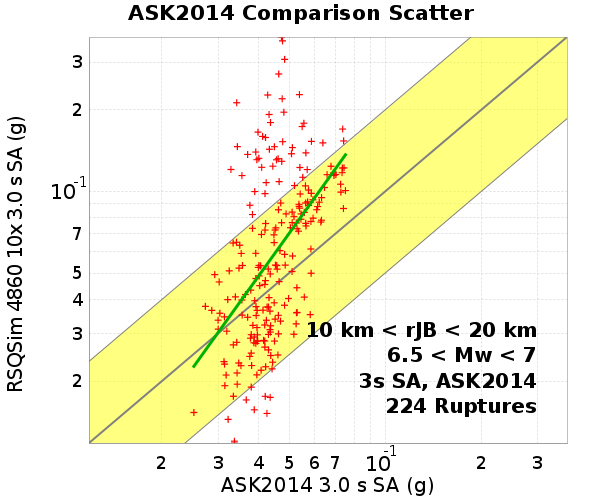 ASK2014 Comparison Scatter
RSQSim 4860 10x 3.0 s SA (g)
3
2
10-1
7
5
4
3
2
10 km < rJB < 20 km
6.5 < Mw < 7
3s SA, ASK2014
224 Ruptures
2 3 4 5 6 7 10-1 2 3
ASK2014 3.0 s SA (g)